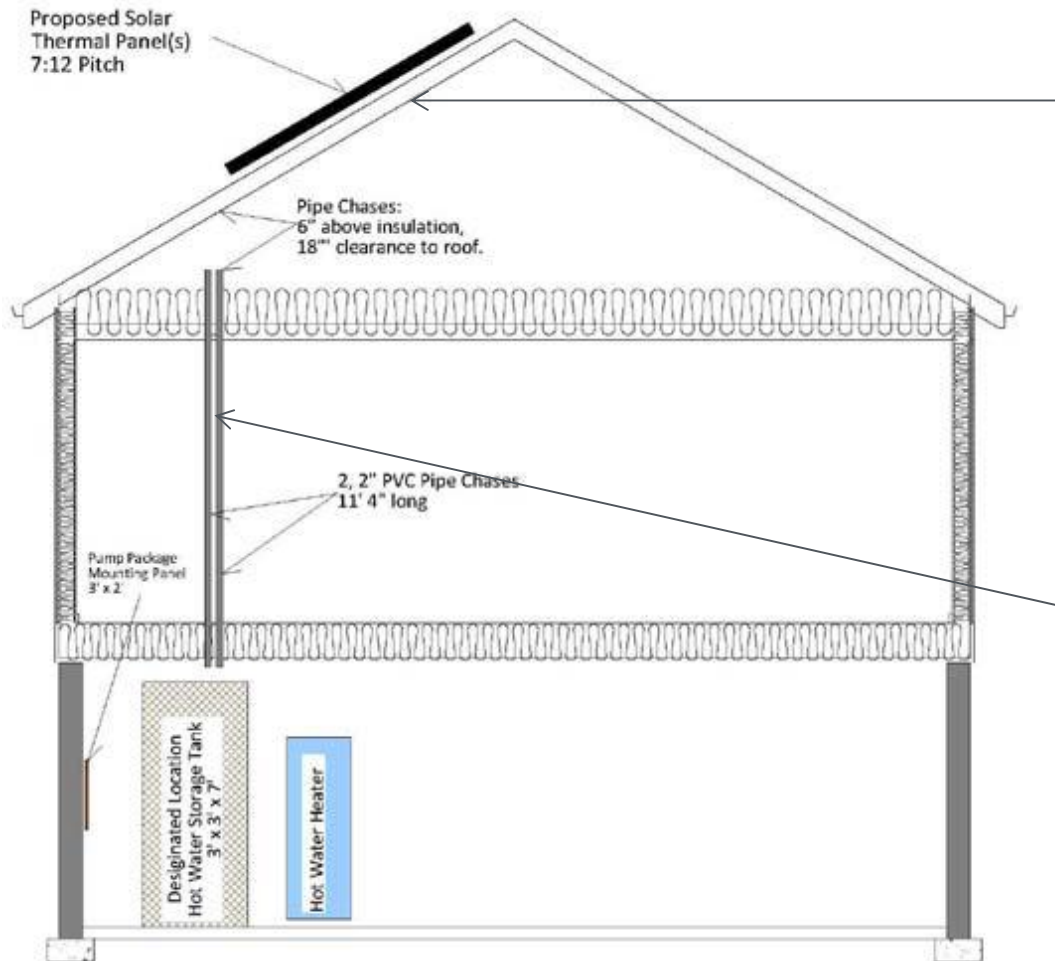 Proposed Solar
Thermal Panel(s)
7:12 Pitch
Pipe Chases:
6" above insulation,
18"" clearance to roof.
2, 2" PVC Pipe Chases
11' 4" long
Pump Package
Mounting Panel
3' x 2'
Desiginated Location
Hot Water Storage Tank
3' x 3' x 7'
Hot Water Heater